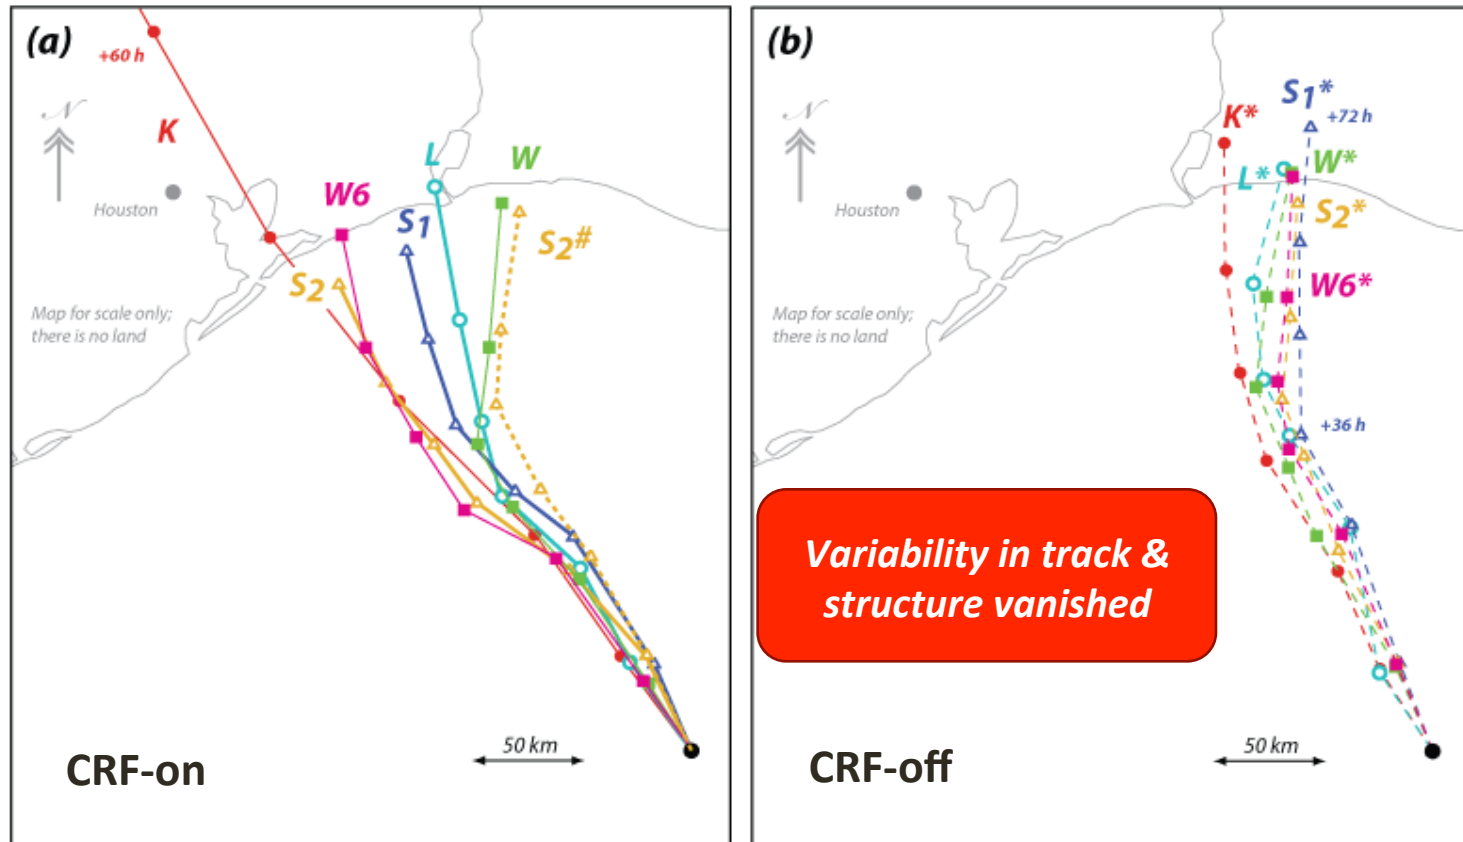 (a)
+60 h
N
K
Houston
W6
L
W
S1
S2#
S2
Map for scale only;
there is no land
50 km
CRF-on
(b)
S1*
+72 h
K*
N
W*
L*
Houston
S2*
W6*
Map for scale only;
there is no land
+36 h
Variability in track &
structure vanished
50 km
CRF-off